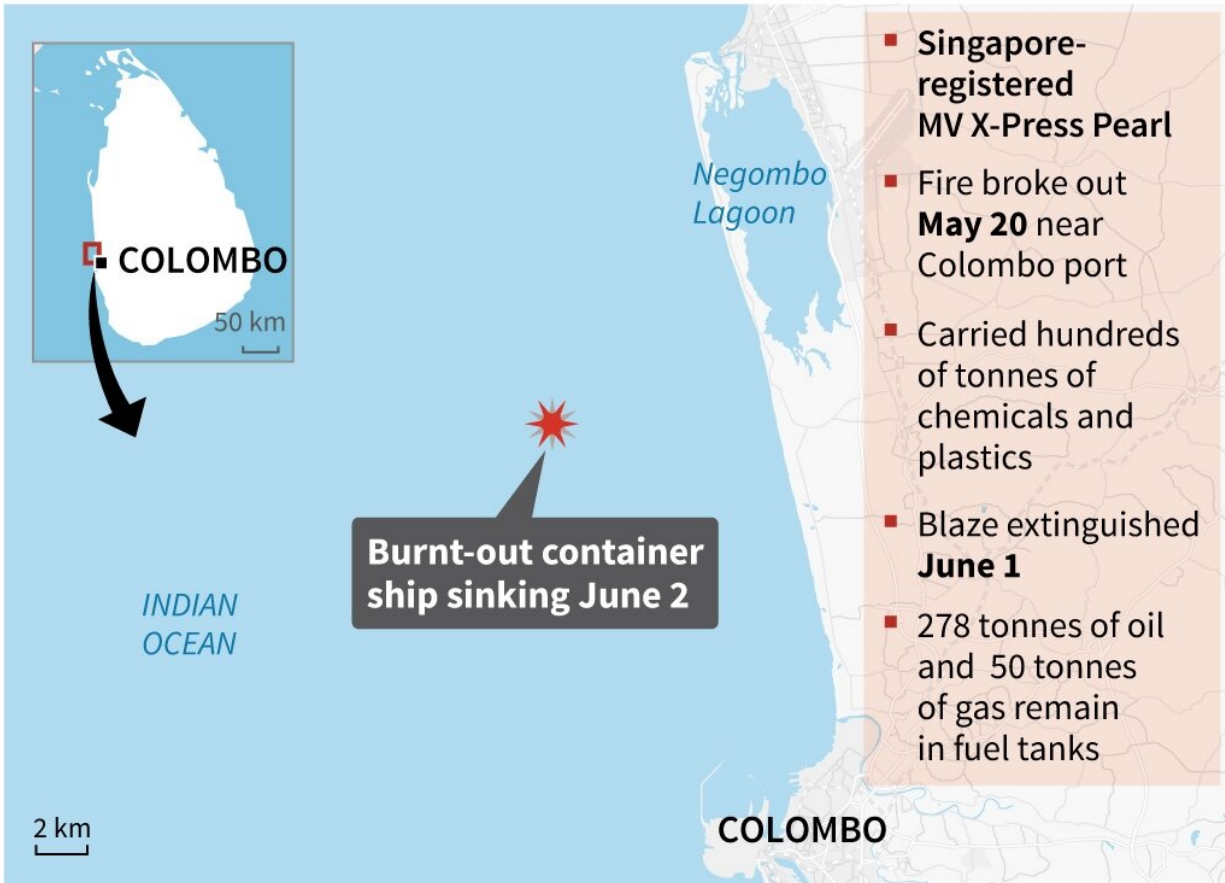 COLOMBO
50 km
Negombo
Lagoon
Burnt-out container
ship sinking June 2
INDIAN
OCEAN
2 km
COLOMBO
Singapore-
registered
MV X-Press Pearl
Fire broke out
May 20 near
Colombo port
Carried hundreds
of tonnes of
chemicals and
plastics
Blaze extinguished
June 1
278 tonnes of oil
and 50 tonnes
of gas remain
in fuel tanks